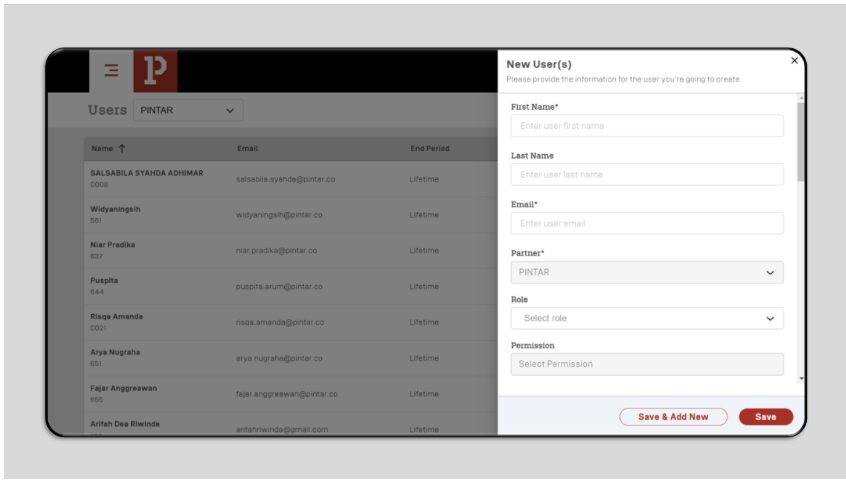 P
Users PINTAR
Name ↑ Email End Period
SALSABILA SYAHDA ADHIMAR
0008
salsabila.syahda@pintar.co Lifetime
Widyaningsih
561
widyaningsih@pintar.co Lifetime
Niar Pradika
637
niar.pradika@pintar.co Lifetime
Puspita
644
puspita.arum@pintar.co Lifetime
Risqa Amanda
0021
risqa.amanda@pintar.co Lifetime
Arya Nugraha
651
arya.nugraha@pintar.co Lifetime
Fajar Anggreawan
655
fajar.anggreawan@pintar.co Lifetime
Arifah Dea Riwinda
arifahriwinda@gmail.com Lifetime
New User(s)
Please provide the information for the user you're going to create
First Name*
Enter user first name
Last Name
Enter user last name
Email*
Enter user email
Partner*
PINTAR
Role
Select role
Permission
Select Permission
Save & Add New
Save